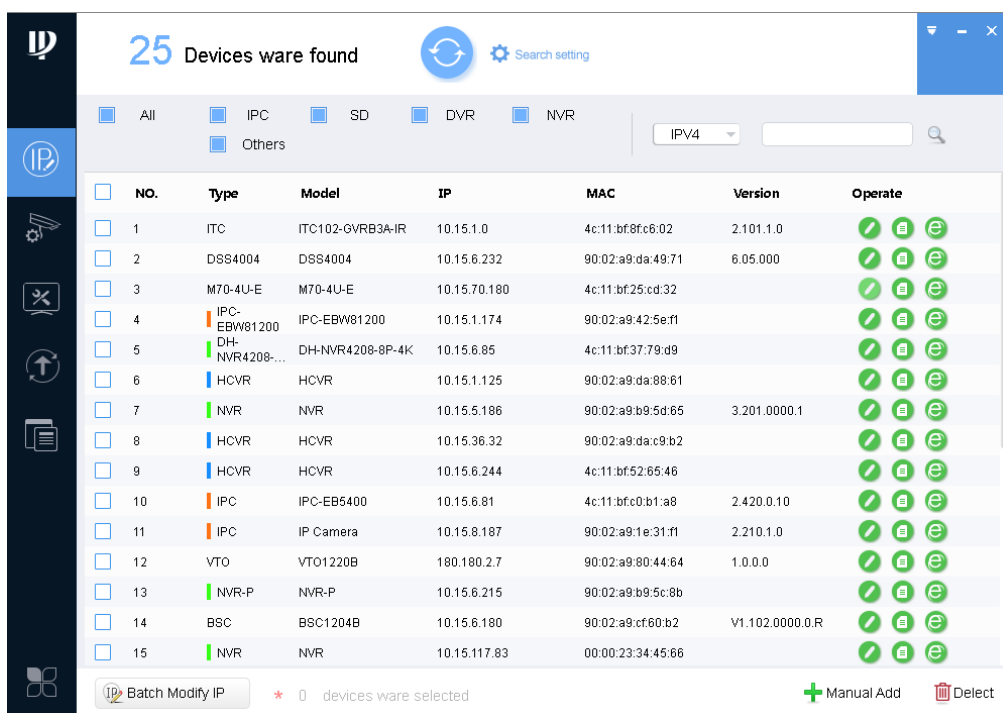 25 Devices ware found
Search setting
All IPC SD DVR NVR
Others
IPV4
NO. Type Model IP MAC Version Operate
1 ITC ITC102-GVRB3A-IR 10.15.1.0 4c:11:bf:8f:c6:02 2.101.1.0
2 DSS4004 DSS4004 10.15.6.232 90:02:a9:da:49:71 6.05.000
3 M70-4U-E M70-4U-E 10.15.70.180 4c:11:bf:25:cd:32
4 IPC-EBW81200 IPC-EBW81200 10.15.1.174 90:02:a9:42:5e:f1
5 DH-NVR4208-... DH-NVR4208-8P-4K 10.15.6.85 4c:11:bf:37:79:d9
6 HCVR HCVR 10.15.1.125 90:02:a9:da:88:61
7 NVR NVR 10.15.5.186 90:02:a9:b9:5d:65 3.201.0000.1
8 HCVR HCVR 10.15.36.32 90:02:a9:da:c9:b2
9 HCVR HCVR 10.15.6.244 4c:11:bf:52:65:46
10 IPC IPC-EB5400 10.15.6.81 4c:11:bf:c0:b1:a8 2.420.0.10
11 IPC IP Camera 10.15.8.187 90:02:a9:1e:31:f1 2.210.1.0
12 VTO VTO1220B 180.180.2.7 90:02:a9:80:44:64 1.0.0.0
13 NVR-P NVR-P 10.15.6.215 90:02:a9:b9:5c:8b
14 BSC BSC1204B 10.15.6.180 90:02:a9:cf:60:b2 V1.102.0000.0.R
15 NVR NVR 10.15.117.83 00:00:23:34:45:66
IP Batch Modify IP * 0 devices ware selected Manual Add Delect